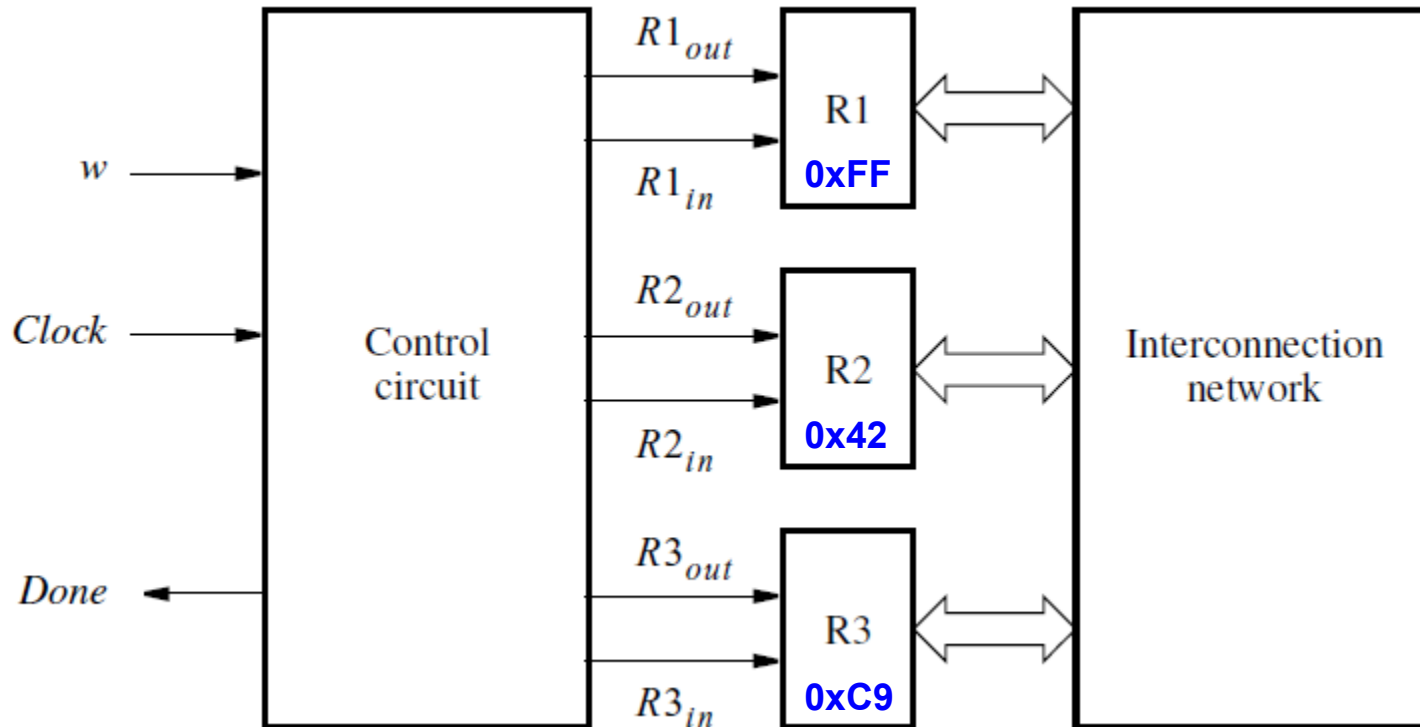 w
Clock
Done
Control
circuit
R1out
R1in
R2out
R2in
R3out
R3in
R1
0xFF
R2
0x42
R3
0xC9
Interconnection
network